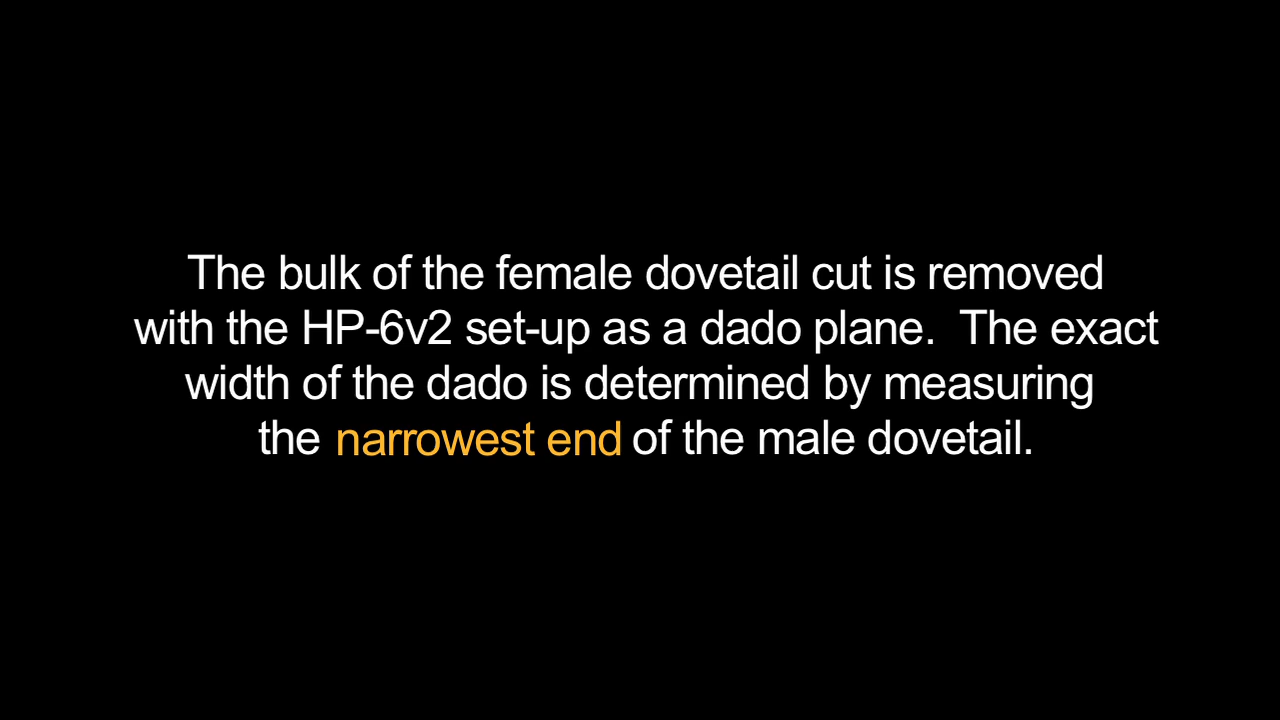 The bulk of the female dovetail cut is removed
with the HP-6v2 set-up as a dado plane.  The exact
width of the dado is determined by measuring
the narrowest end of the male dovetail.